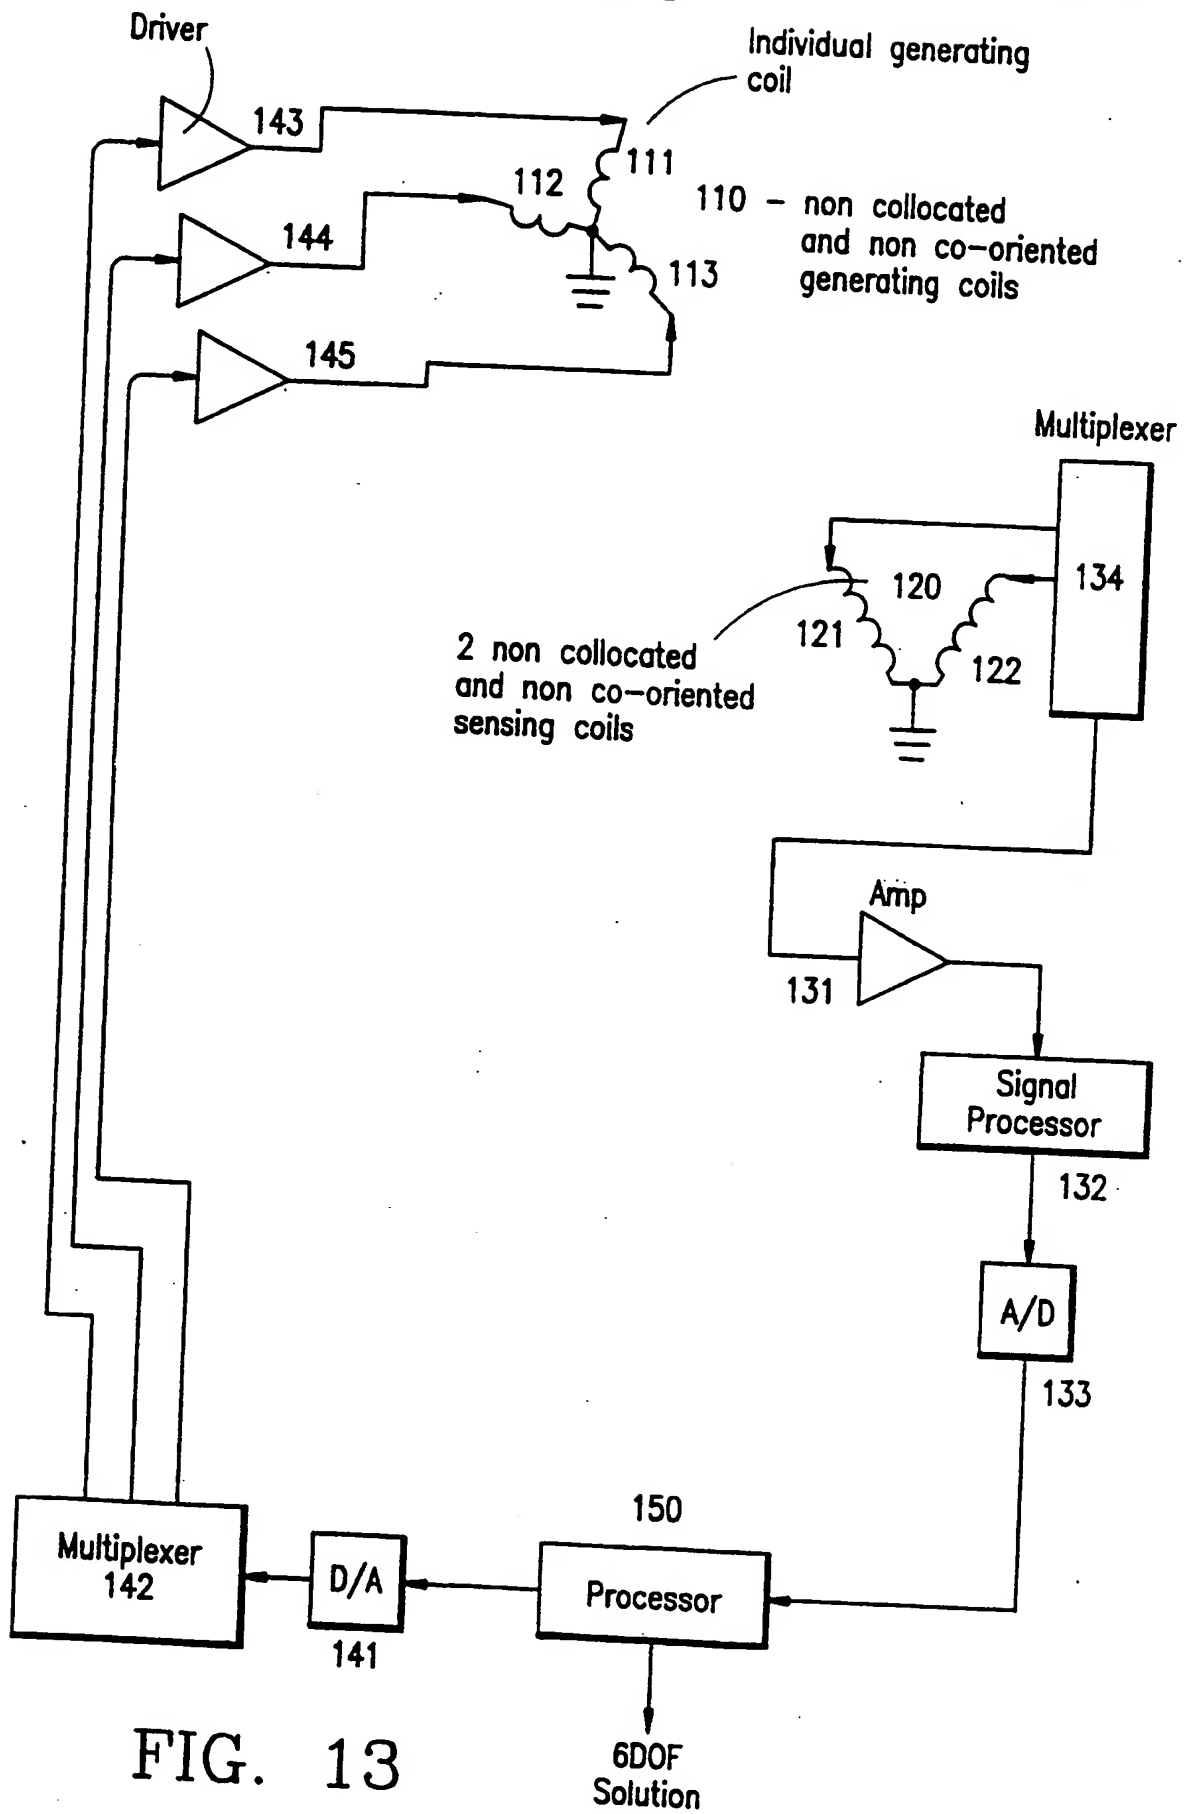 Driver
Individual generating
coil
143
111
112
110 – non collocated
and non co-oriented
generating coils
144
113
145
Multiplexer
134
120
121
122
2 non collocated
and non co-oriented
sensing coils
Amp
131
Signal
Processor
132
A/D
133
150
Multiplexer
142
D/A
141
Processor
6DOF
Solution
FIG. 13